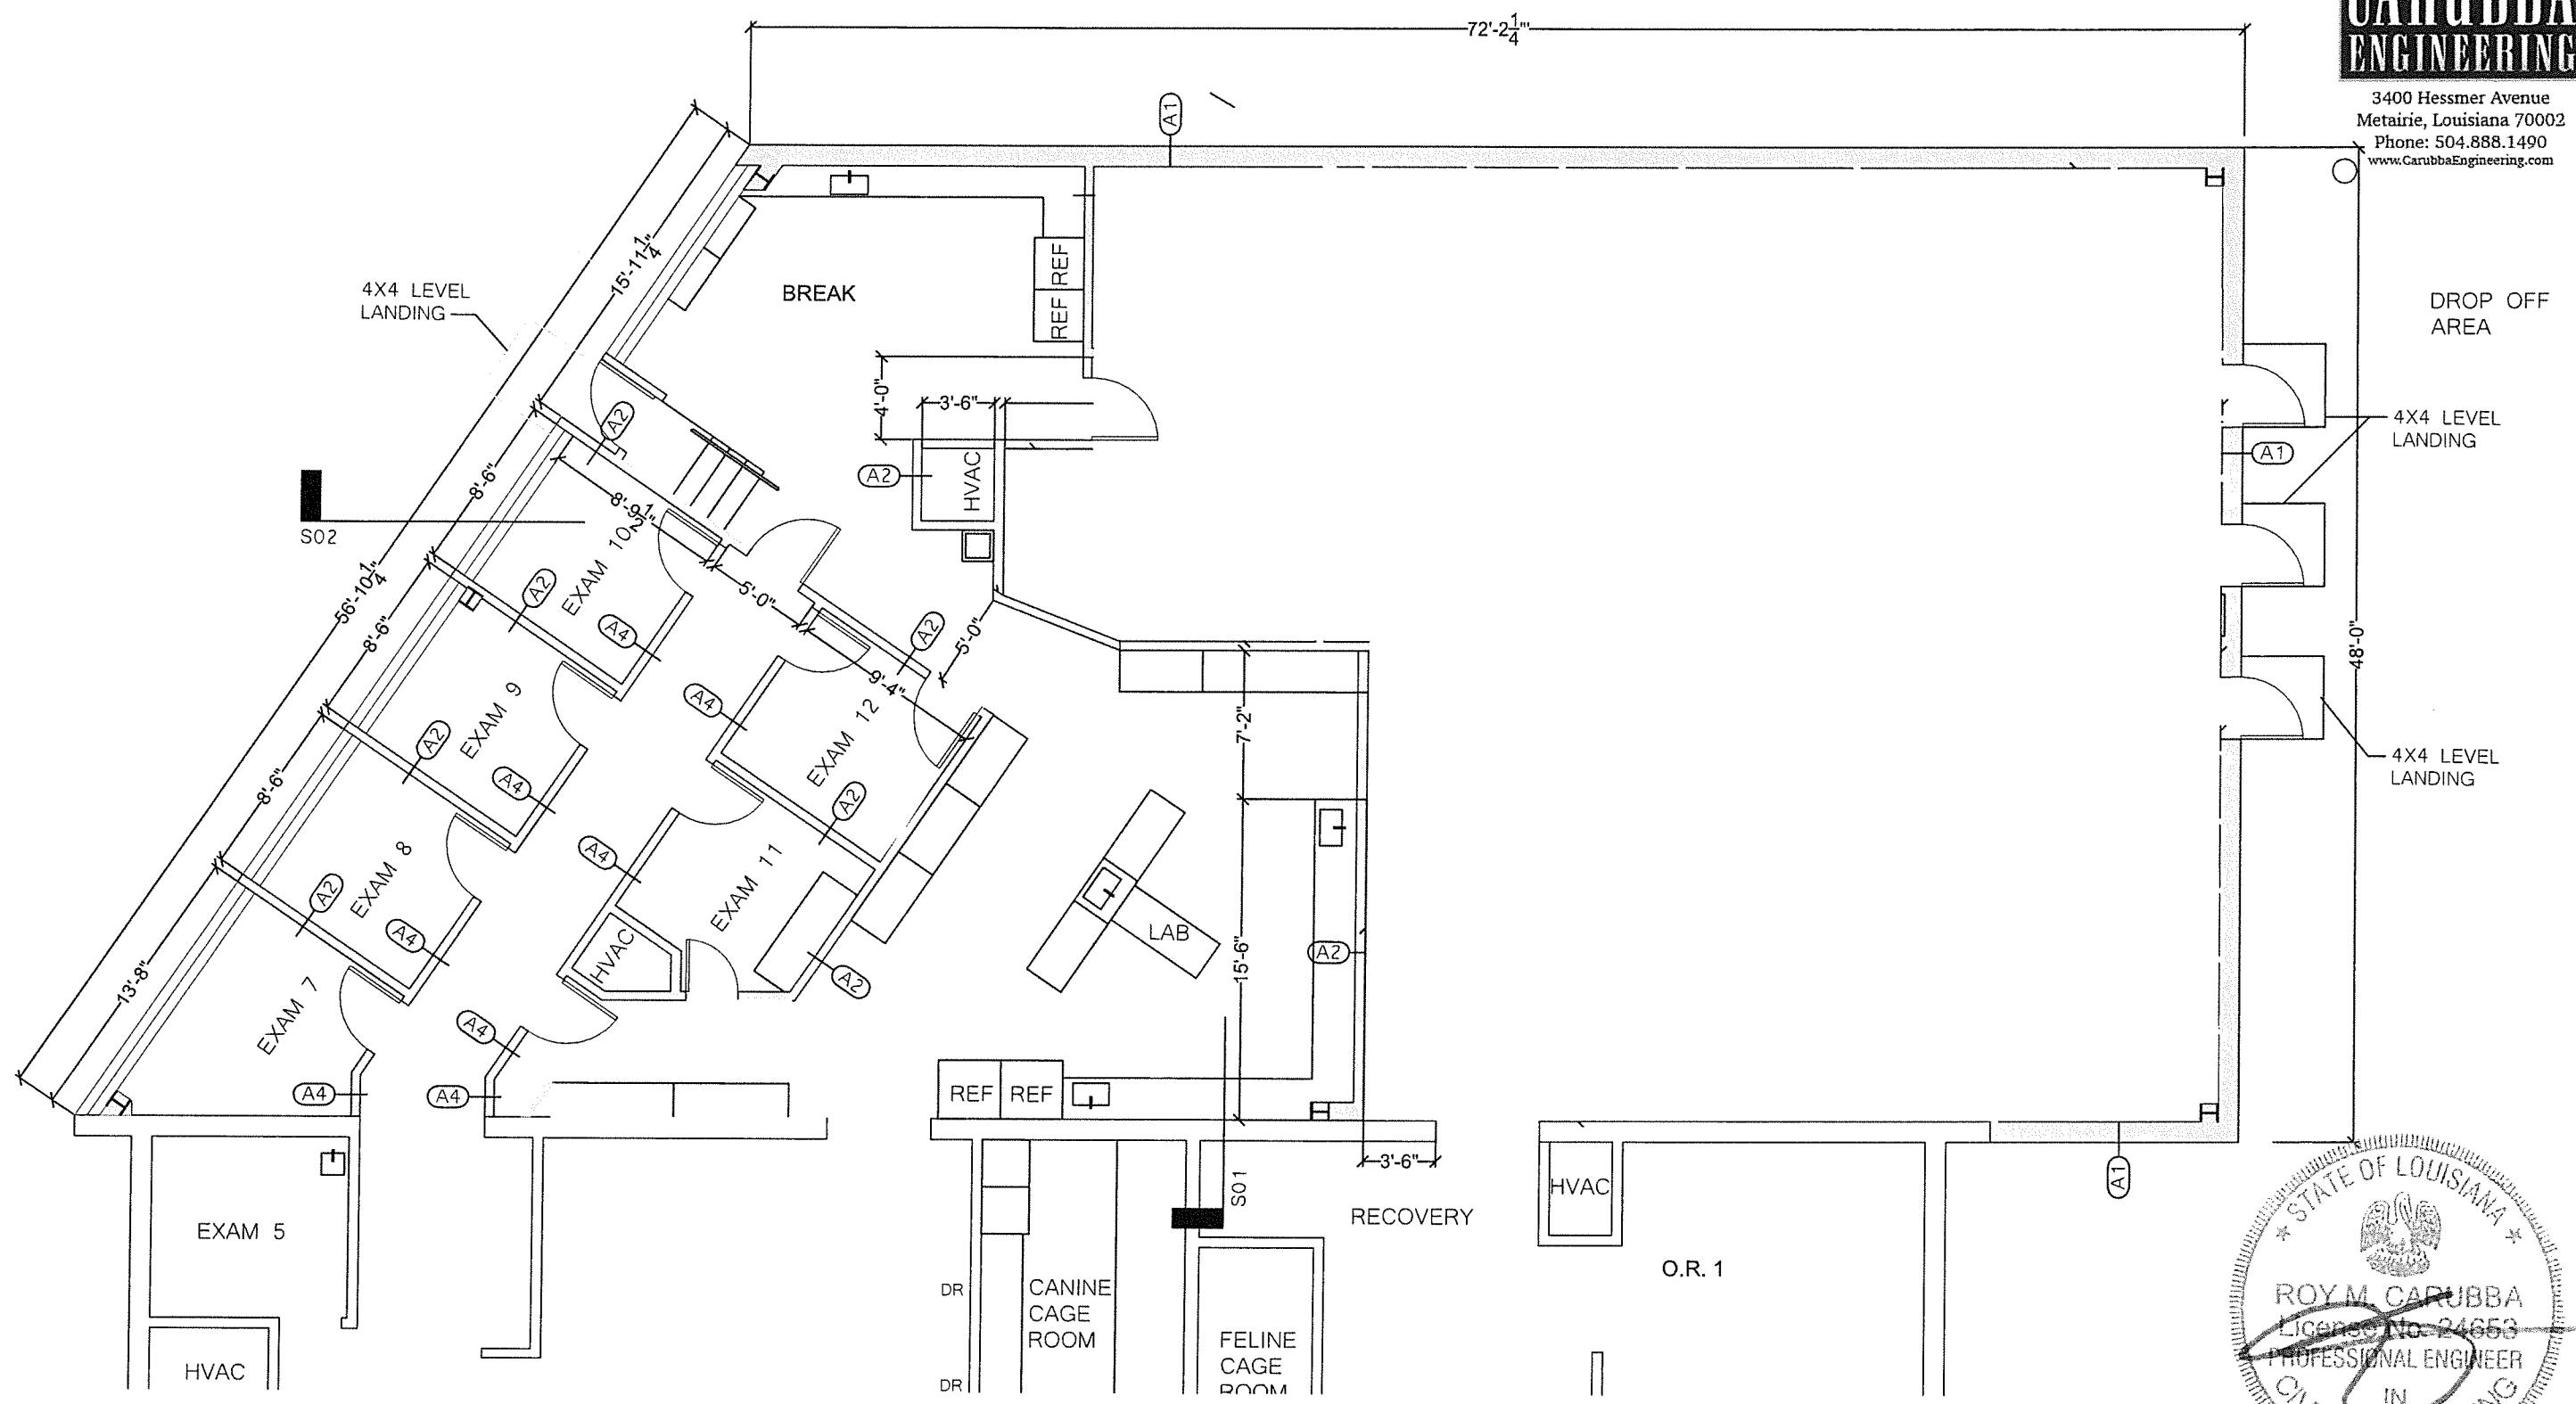 72'-2 1/4"
CARUBBA
ENGINEERING
3400 Hessmer Avenue
Metairie, Louisiana 70002
Phone: 504.888.1490
www.CarubbaEngineering.com
A1
15'-11 1/4"
4X4 LEVEL
LANDING
BREAK
REF
REF
DROP OFF
AREA
4'-0"
3'-6"
4X4 LEVEL
LANDING
A1
A2
A2
HVAC
8'-6"
8'-9 1/2"
S02
EXAM 10
A2
A4
5'-0"
56'-10 1/4"
8'-6"
A2
5'-0"
9'-4"
48'-0"
EXAM 9
A4
EXAM 12
7'-2"
A2
A4
4X4 LEVEL
LANDING
8'-6"
A2
A4
EXAM 8
EXAM 11
A2
A4
HVAC
LAB
A2
15'-6"
A2
13'-8"
EXAM 7
A4
A4
A4
REF
REF
3'-6"
S01
RECOVERY
HVAC
A1
EXAM 5
O.R. 1
DR
CANINE
CAGE
ROOM
FELINE
CAGE
ROOM
HVAC
DR
STATE OF LOUISIANA
ROY M. CARUBBA
License No. 24653
PROFESSIONAL ENGINEER
IN